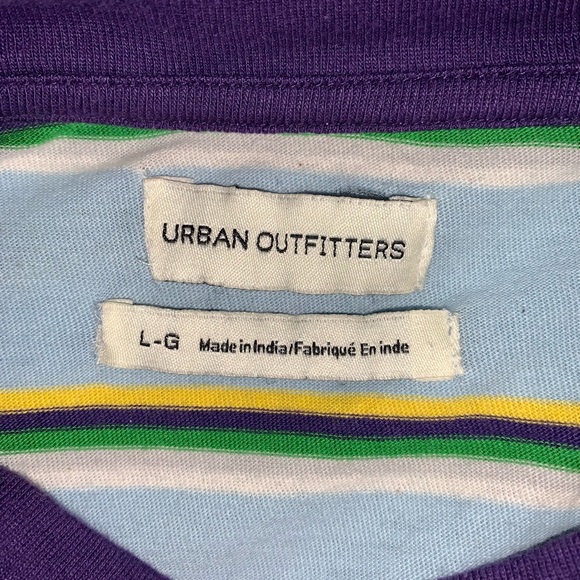 URBAN OUTFITTERS
L-G Made in India/Fabriqué En inde